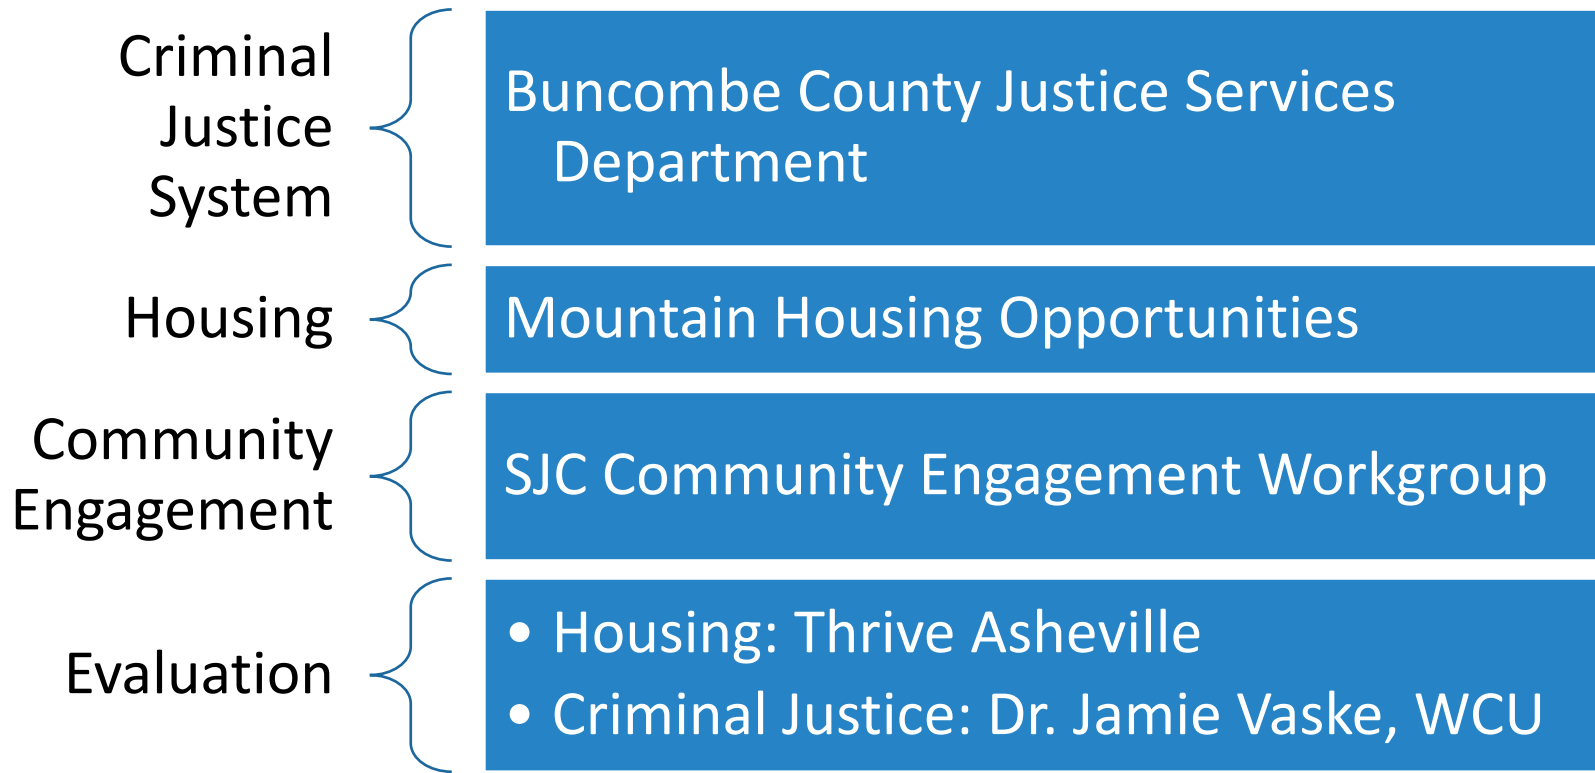 Criminal
Justice
System
Buncombe County Justice Services
Department
Housing
Mountain Housing Opportunities
Community
Engagement
SJC Community Engagement Workgroup
Evaluation
• Housing: Thrive Asheville
• Criminal Justice: Dr. Jamie Vaske, WCU